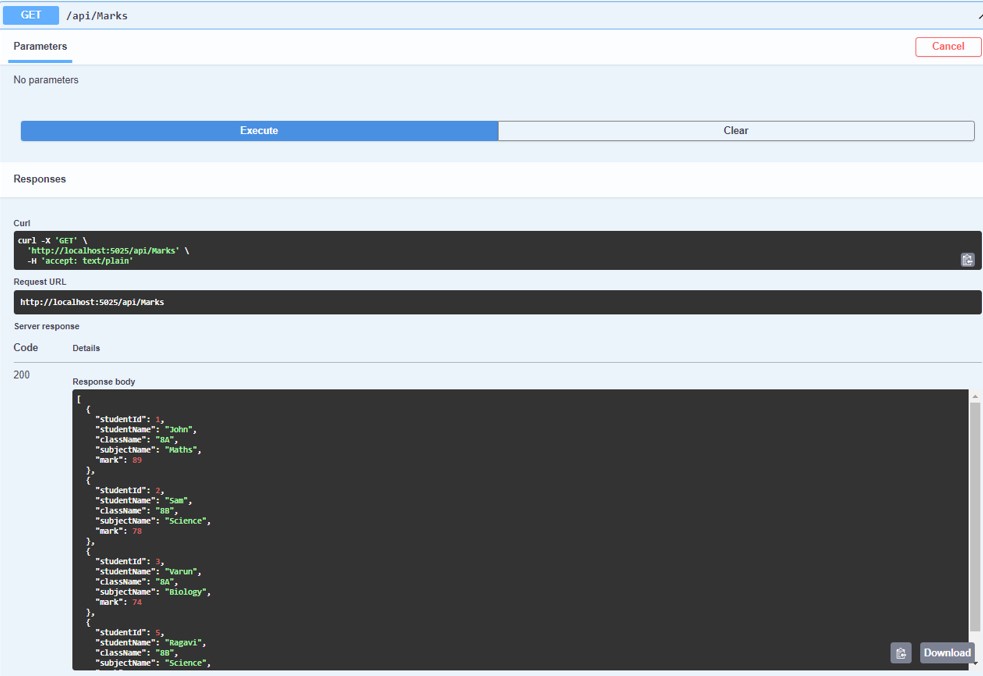 GET /api/Marks
Parameters
Cancel
No parameters
Execute
Clear
Responses
Curl
curl -X 'GET' \
'http://localhost:5025/api/Marks' \
-H 'accept: text/plain'
Request URL
http://localhost:5025/api/Marks
Server response
Code Details
200
Response body
[
{
"studentId": 1,
"studentName": "John",
"className": "8A",
"subjectName": "Maths",
"mark": 89
},
{
"studentId": 2,
"studentName": "Sam",
"className": "8B",
"subjectName": "Science",
"mark": 78
},
{
"studentId": 3,
"studentName": "Varun",
"className": "8A",
"subjectName": "Biology",
"mark": 74
},
{
"studentId": 5,
"studentName": "Ragavi",
"className": "8B",
"subjectName": "Science",
Download